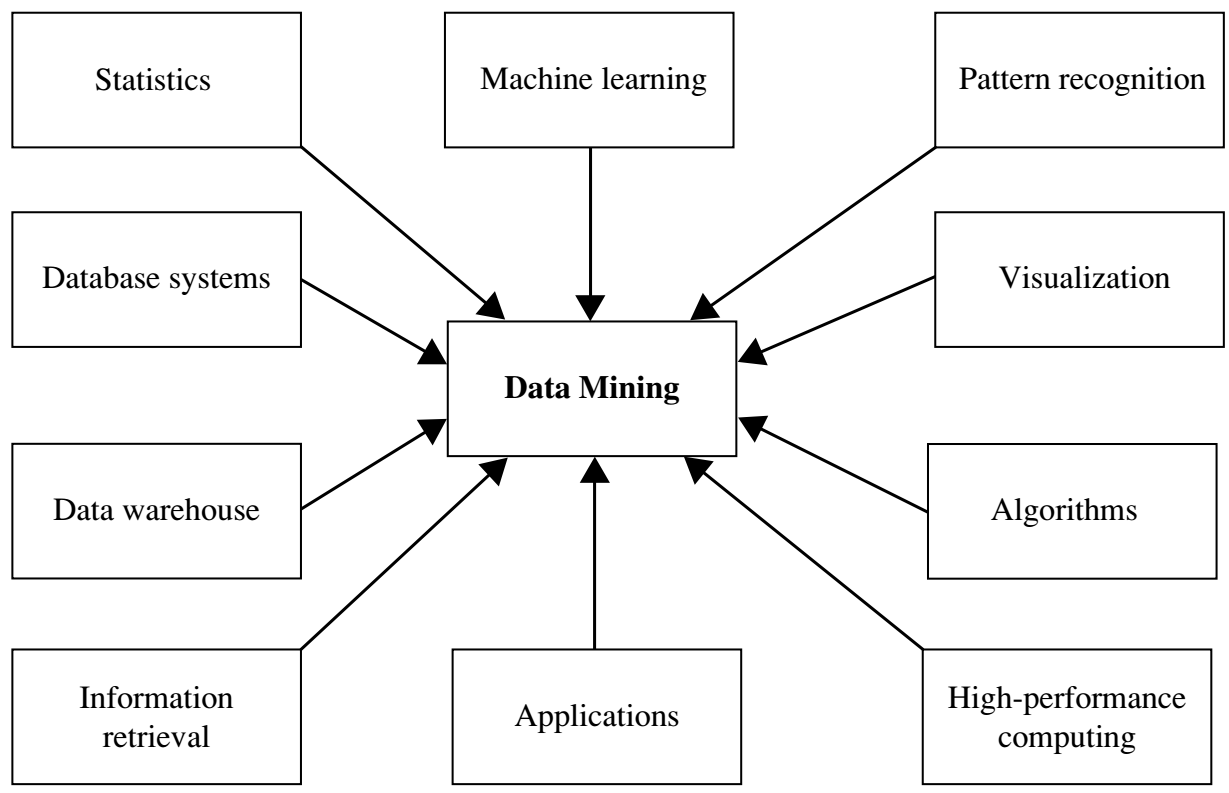 Statistics
Machine learning
Pattern recognition
Database systems
Visualization
Data Mining
Data warehouse
Algorithms
Information
retrieval
Applications
High-performance
computing